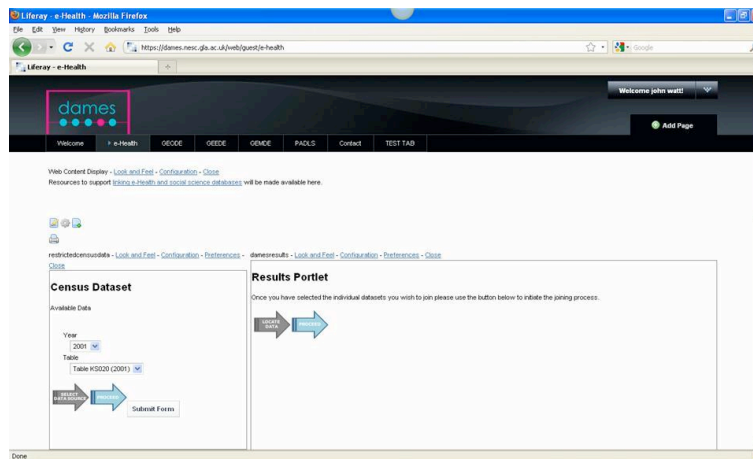 Liferay - e-Health - Mozilla Firefox
File Edit View History Bookmarks Tools Help
https://dames.nesc.gla.ac.uk/web/guest/e-health
Google
Liferay - e-Health
Welcome john watt!
dames
Add Page
Welcome e-Health GEODE GEEDE GEMDE PADLS Contact TEST TAB
Web Content Display - Look and Feel - Configuration - Close
Resources to support linking e-Health and social science databases will be made available here.
restrictedcensusdata - Look and Feel - Configuration - Preferences -
Close
Census Dataset
Available Data
Year
2001
Table
Table KS020 (2001)
SELECT
DATA SOURCE
PROCEED
Submit Form
damesresults - Look and Feel - Configuration - Preferences - Close
Results Portlet
Once you have selected the individual datasets you wish to join please use the button below to initiate the joining process.
LOCATE
DATA
PROCEED
Done